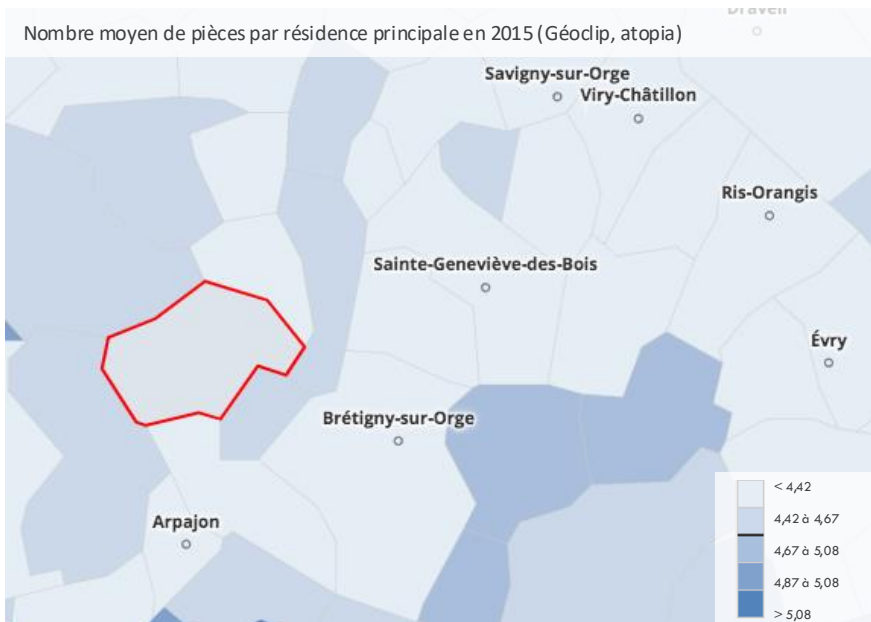 Draveil
Nombre moyen de pièces par résidence principale en 2015 (Géoclip, atopia)
Savigny-sur-Orge
Viry-Châtillon
Ris-Orangis
Sainte-Geneviève-des-Bois
Évry
Brétigny-sur-Orge
Arpajon
< 4,42
4,42 à 4,67
4,67 à 5,08
4,87 à 5,08
> 5,08